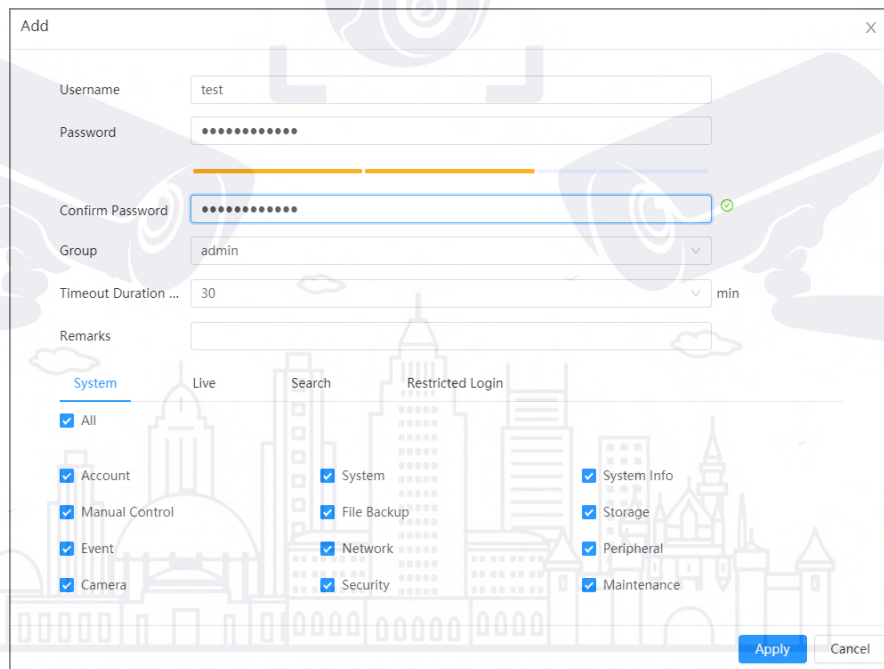 Add X
Username test
Password ●●●●●●●●●●●●
Confirm Password ●●●●●●●●●●●●
Group admin
Timeout Duration ... 30 min
Remarks
System Live Search Restricted Login
All
Account System System Info
Manual Control File Backup Storage
Event Network Peripheral
Camera Security Maintenance
Apply Cancel